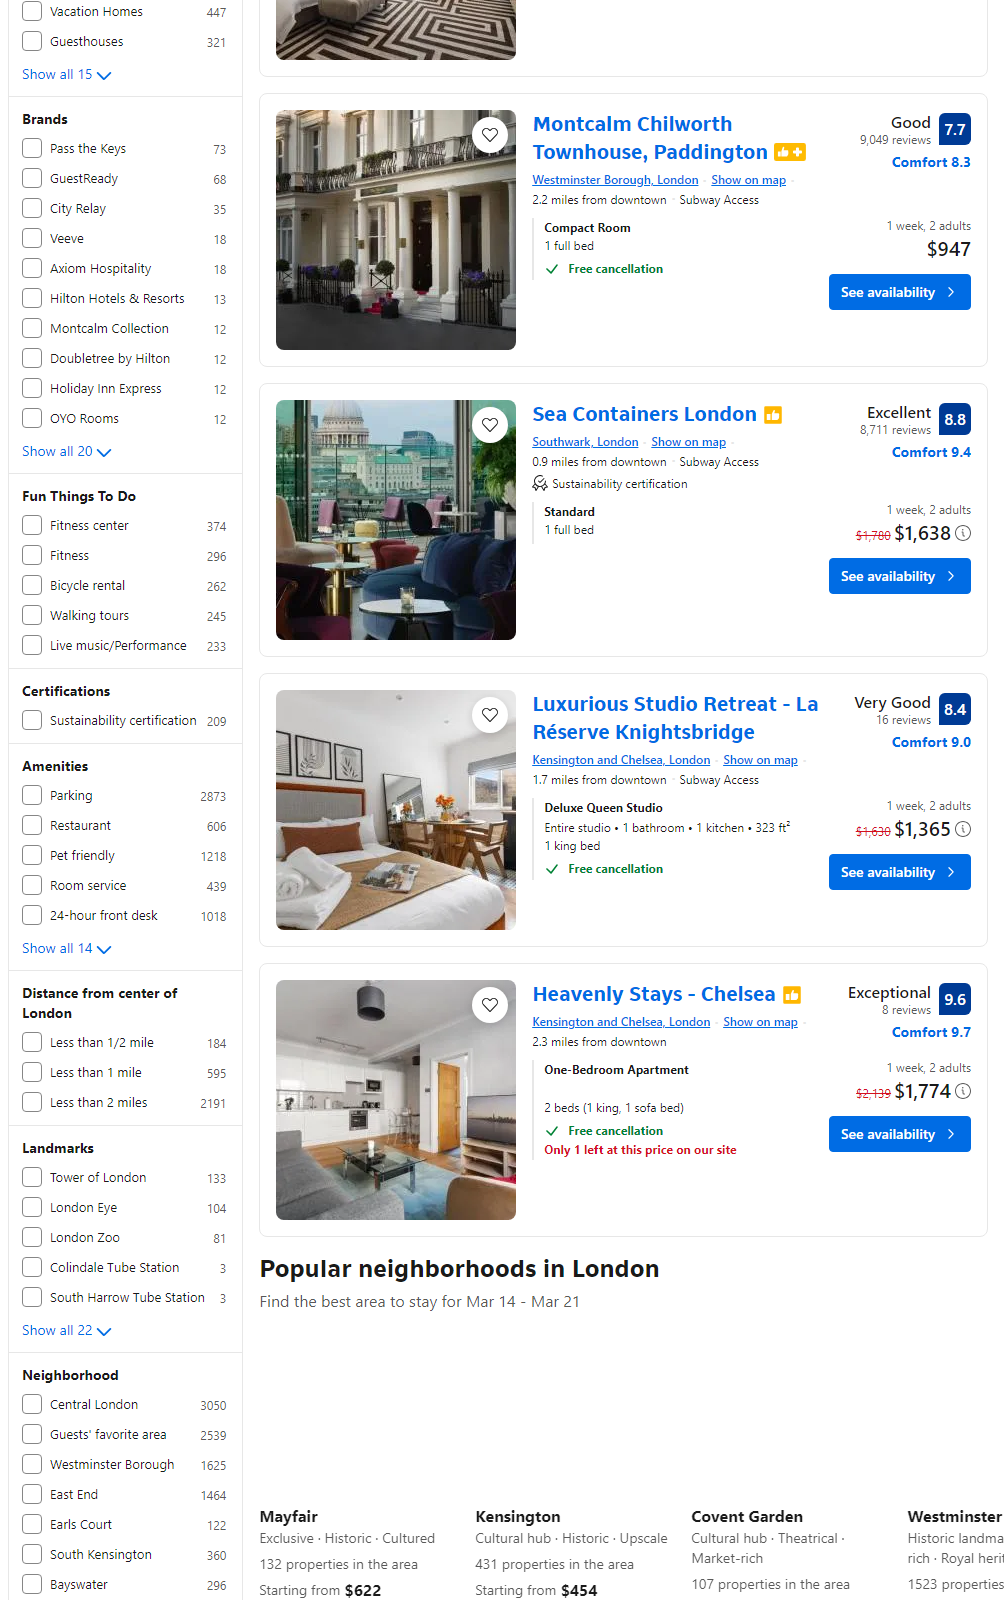 Vacation Homes 447
Guesthouses 321
Show all 15
Brands
Pass the Keys 73
GuestReady 68
City Relay 35
Veeve 18
Axiom Hospitality 18
Hilton Hotels & Resorts 13
Montcalm Collection 12
Doubletree by Hilton 12
Holiday Inn Express 12
OYO Rooms 12
Show all 20
Fun Things To Do
Fitness center 374
Fitness 296
Bicycle rental 262
Walking tours 245
Live music/Performance 233
Certifications
Sustainability certification 209
Amenities
Parking 2873
Restaurant 606
Pet friendly 1218
Room service 439
24-hour front desk 1018
Show all 14
Distance from center of
London
Less than 1/2 mile 184
Less than 1 mile 595
Less than 2 miles 2191
Landmarks
Tower of London 133
London Eye 104
London Zoo 81
Colindale Tube Station 3
South Harrow Tube Station 3
Show all 22
Neighborhood
Central London 3050
Guests' favorite area 2539
Westminster Borough 1625
East End 1464
Earls Court 122
South Kensington 360
Bayswater 296
Montcalm Chilworth
Townhouse, Paddington
Westminster Borough, London · Show on map ·
2.2 miles from downtown · Subway Access
Compact Room
1 full bed
Free cancellation
Good 7.7
9,049 reviews
Comfort 8.3
1 week, 2 adults
$947
See availability
Sea Containers London
Southwark, London · Show on map ·
0.9 miles from downtown · Subway Access
Sustainability certification
Standard
1 full bed
Excellent 8.8
8,711 reviews
Comfort 9.4
1 week, 2 adults
$1,780 $1,638
See availability
Luxurious Studio Retreat - La
Réserve Knightsbridge
Kensington and Chelsea, London · Show on map ·
1.7 miles from downtown · Subway Access
Deluxe Queen Studio
Entire studio • 1 bathroom • 1 kitchen • 323 ft²
1 king bed
Free cancellation
Very Good 8.4
16 reviews
Comfort 9.0
1 week, 2 adults
$1,630 $1,365
See availability
Heavenly Stays - Chelsea
Kensington and Chelsea, London · Show on map ·
2.3 miles from downtown
One-Bedroom Apartment
2 beds (1 king, 1 sofa bed)
Free cancellation
Only 1 left at this price on our site
Exceptional 9.6
8 reviews
Comfort 9.7
1 week, 2 adults
$2,139 $1,774
See availability
Popular neighborhoods in London
Find the best area to stay for Mar 14 - Mar 21
Mayfair
Exclusive · Historic · Cultured
132 properties in the area
Starting from $622
Kensington
Cultural hub · Historic · Upscale
431 properties in the area
Starting from $454
Covent Garden
Cultural hub · Theatrical ·
Market-rich
107 properties in the area
Westminster
Historic landma
rich · Royal herit
1523 properties